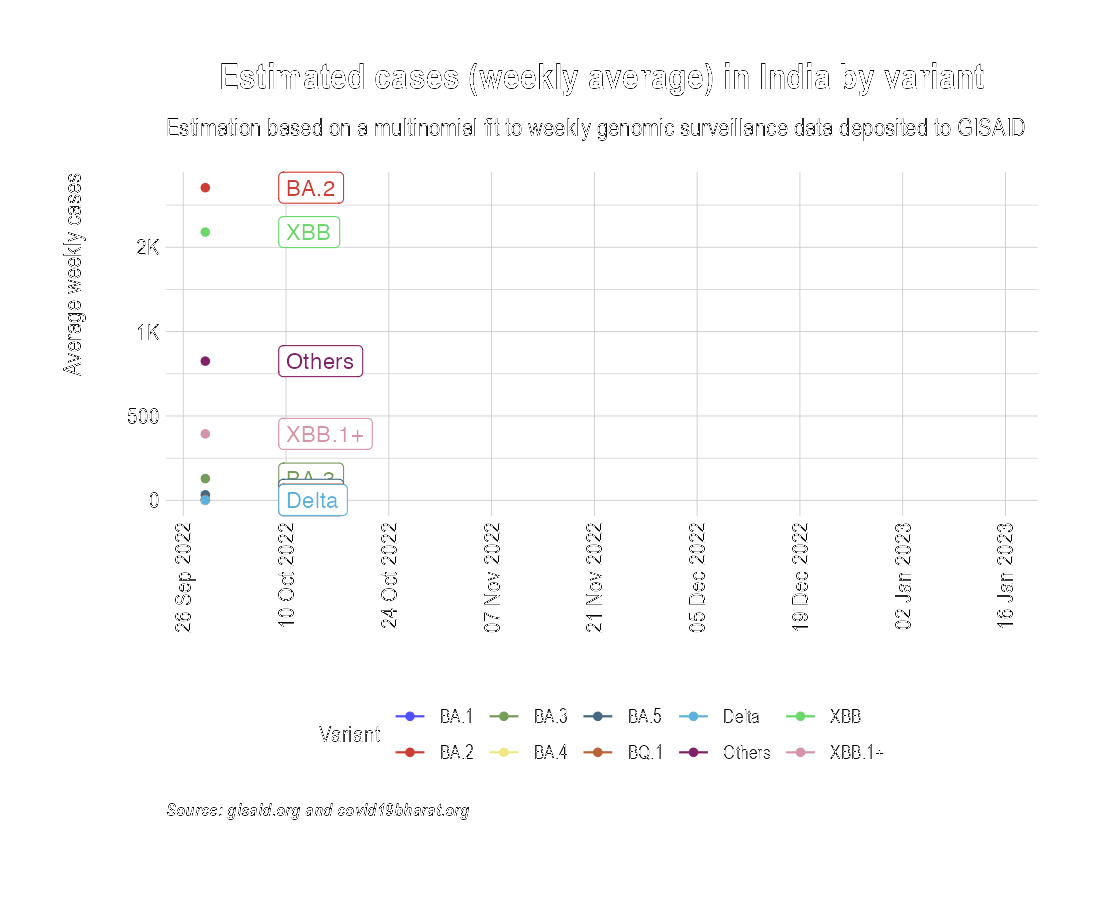 Estimated cases (weekly average) in India by variant
Estimation based on a multinomial fit to weekly genomic surveillance data deposited to GISAID
Average weekly cases
2K
1K
500
0
BA.2
XBB
Others
XBB.1+
BA.3
Delta
26 Sep 2022
10 Oct 2022
24 Oct 2022
07 Nov 2022
21 Nov 2022
05 Dec 2022
19 Dec 2022
02 Jan 2023
16 Jan 2023
Variant
BA.1 BA.3 BA.5 Delta XBB
BA.2 BA.4 BQ.1 Others XBB.1+
Source: gisaid.org and covid19bharat.org